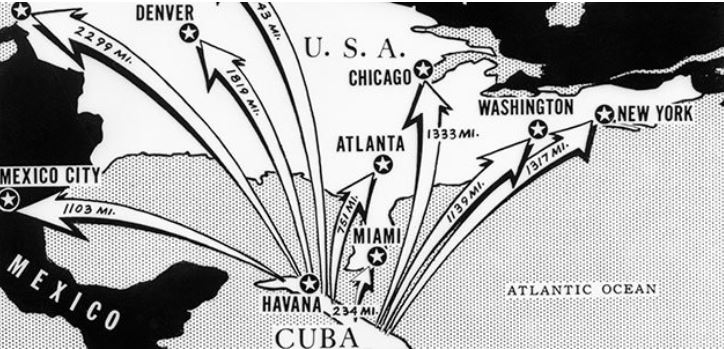 DENVER
43 MI.
2299 MI.
U. S. A.
1819 MI.
CHICAGO
WASHINGTON
NEW YORK
1333 MI.
ATLANTA
1317 MI.
MEXICO CITY
1139 MI.
1103 MI.
751 MI.
MIAMI
MEXICO
ATLANTIC OCEAN
HAVANA
234 MI.
CUBA